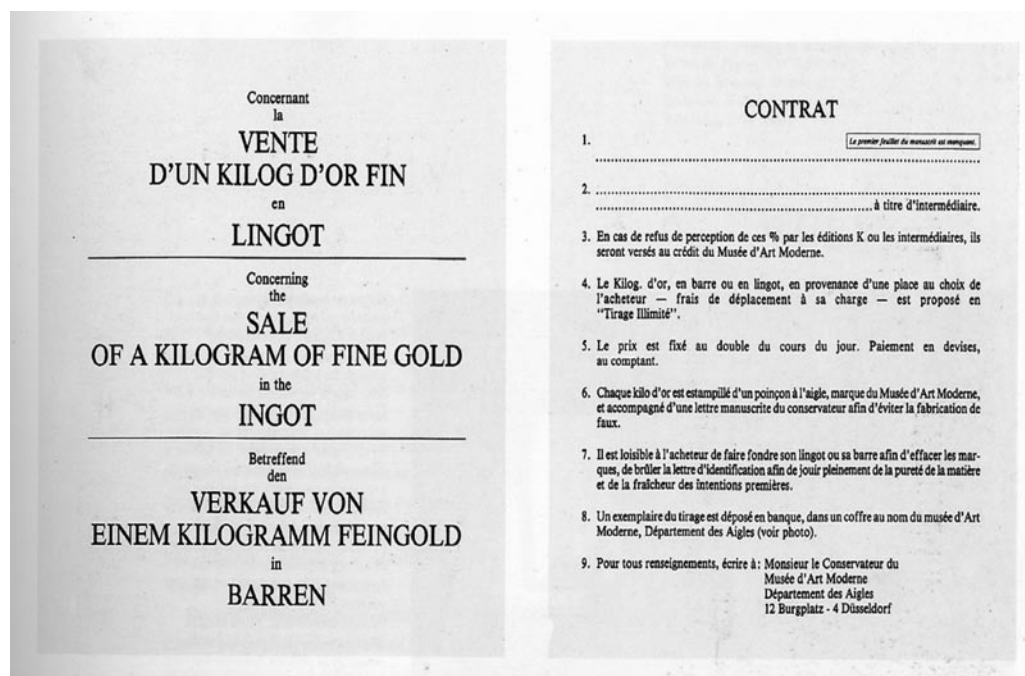 Concernant
la
VENTE
D'UN KILOG D'OR FIN
en
LINGOT
Concerning
the
SALE
OF A KILOGRAM OF FINE GOLD
in the
INGOT
Betreffend
den
VERKAUF VON
EINEM KILOGRAMM FEINGOLD
in
BARREN
CONTRAT
1. Le premier feuillet du manuscrit est manquant.
2.
à titre d'intermédiaire.
3. En cas de refus de perception de ces % par les éditions K ou les intermédiaires, ils
seront versés au crédit du Musée d'Art Moderne.
4. Le Kilog. d'or, en barre ou en lingot, en provenance d'une place au choix de
l'acheteur — frais de déplacement à sa charge — est proposé en
"Tirage Illimité".
5. Le prix est fixé au double du cours du jour. Paiement en devises,
au comptant.
6. Chaque kilo d'or est estampillé d'un poinçon à l'aigle, marque du Musée d'Art Moderne,
et accompagné d'une lettre manuscrite du conservateur afin d'éviter la fabrication de
faux.
7. Il est loisible à l'acheteur de faire fondre son lingot ou sa barre afin d'effacer les mar-
ques, de brûler la lettre d'identification afin de jouir pleinement de la pureté de la matière
et de la fraîcheur des intentions premières.
8. Un exemplaire du tirage est déposé en banque, dans un coffre au nom du musée d'Art
Moderne, Département des Aigles (voir photo).
9. Pour tous renseignements, écrire à: Monsieur le Conservateur du
Musée d'Art Moderne
Département des Aigles
12 Burgplatz - 4 Düsseldorf